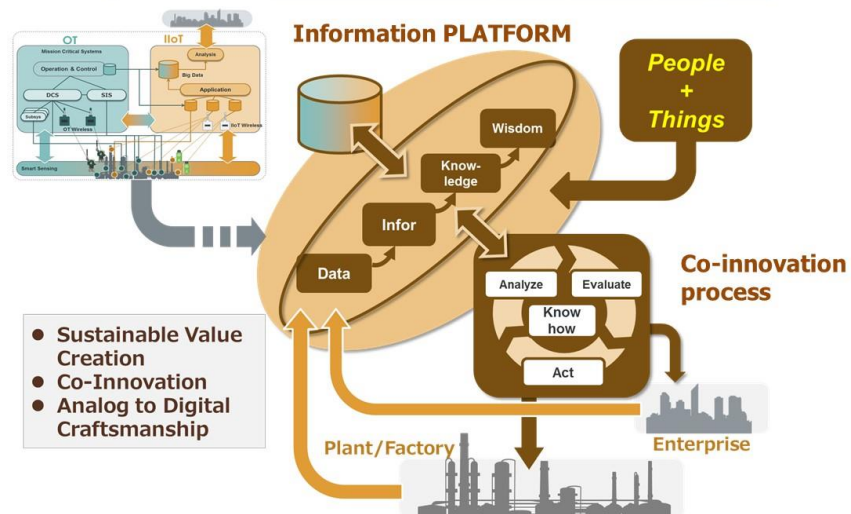 OT
IIoT
Mission Critical Systems
Operation & Control
DCS
SIS
Subsys
OT Wireless
Analysis
Big Data
Application
IIoT Wireless
Smart Sensing
Information PLATFORM
People
+
Things
Wisdom
Know-
ledge
Infor
Data
Co-innovation
process
Analyze
Evaluate
Know
how
Act
● Sustainable Value
Creation
● Co-Innovation
● Analog to Digital
Craftsmanship
Plant/Factory
Enterprise